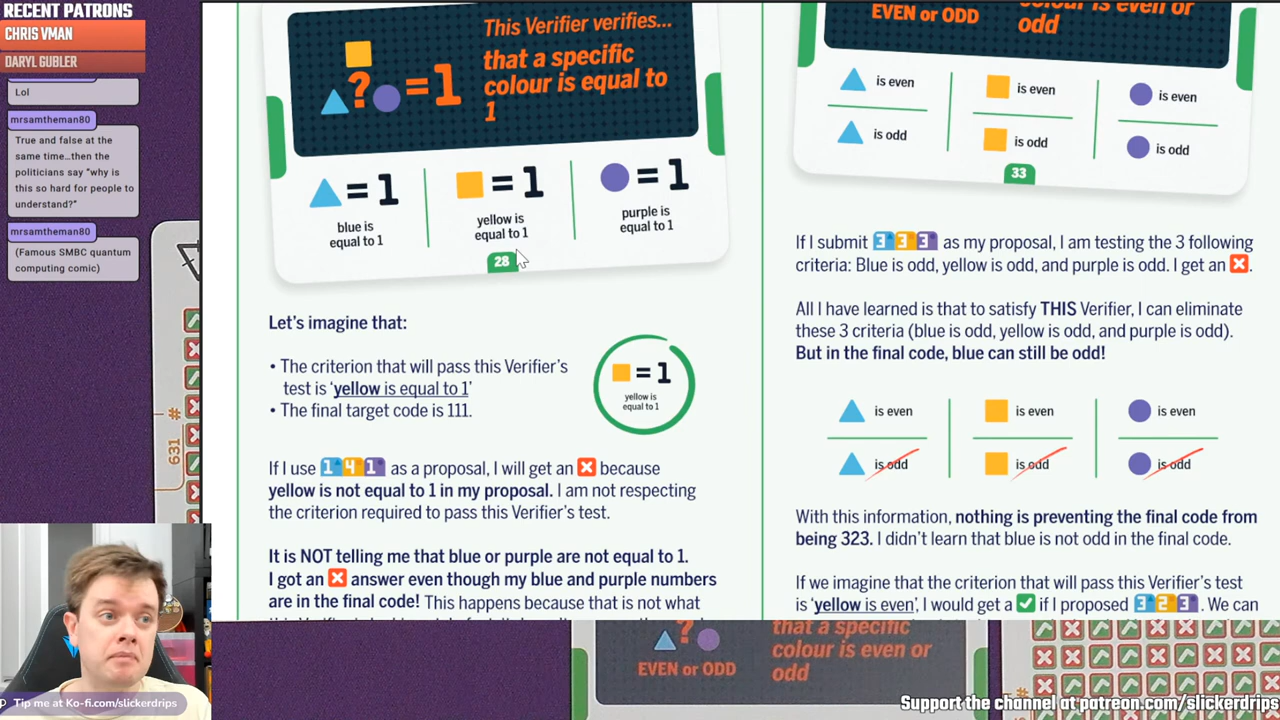 RECENT PATRONS
CHRIS VMAN
DARYL GUBLER
Lol
mrsamtheman80
True and false at the
same time...then the
politicians say "why is
this so hard for people to
understand?"
mrsamtheman80
(Famous SMBC quantum
computing comic)
631
#
Tip me at Ko-fi.com/slickerdrips
This Verifier verifies...
that a specific
colour is equal to
1
? = 1
= 1
blue is
equal to 1
= 1
yellow is
equal to 1
= 1
purple is
equal to 1
28
Let's imagine that:
• The criterion that will pass this Verifier's
test is 'yellow is equal to 1'
• The final target code is 111.
= 1
yellow is
equal to 1
If I use 1 4 1 as a proposal, I will get an because
yellow is not equal to 1 in my proposal. I am not respecting
the criterion required to pass this Verifier's test.
It is NOT telling me that blue or purple are not equal to 1.
I got an answer even though my blue and purple numbers
are in the final code! This happens because that is not what
EVEN or ODD
colour is even or
odd
is even
is even
is even
is odd
is odd
is odd
33
If I submit 3 3 3 as my proposal, I am testing the 3 following
criteria: Blue is odd, yellow is odd, and purple is odd. I get an .
All I have learned is that to satisfy THIS Verifier, I can eliminate
these 3 criteria (blue is odd, yellow is odd, and purple is odd).
But in the final code, blue can still be odd!
is even
is even
is even
is odd
is odd
is odd
With this information, nothing is preventing the final code from
being 323. I didn't learn that blue is not odd in the final code.
If we imagine that the criterion that will pass this Verifier's test
is 'yellow is even', I would get a if I proposed 3 2 3. We can
?
EVEN or ODD
that a specific
colour is even or
odd
Support the channel at patreon.com/slickerdrips